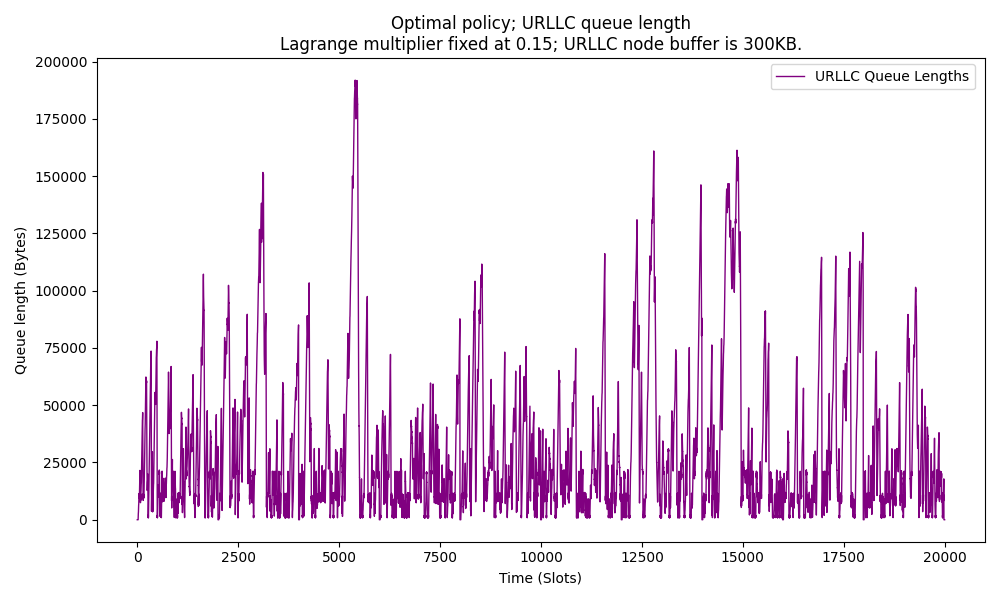 Optimal policy; URLLC queue length
Lagrange multiplier fixed at 0.15; URLLC node buffer is 300KB.
URLLC Queue Lengths
Queue length (Bytes)
200000
175000
150000
125000
100000
75000
50000
25000
0
0 2500 5000 7500 10000 12500 15000 17500 20000
Time (Slots)